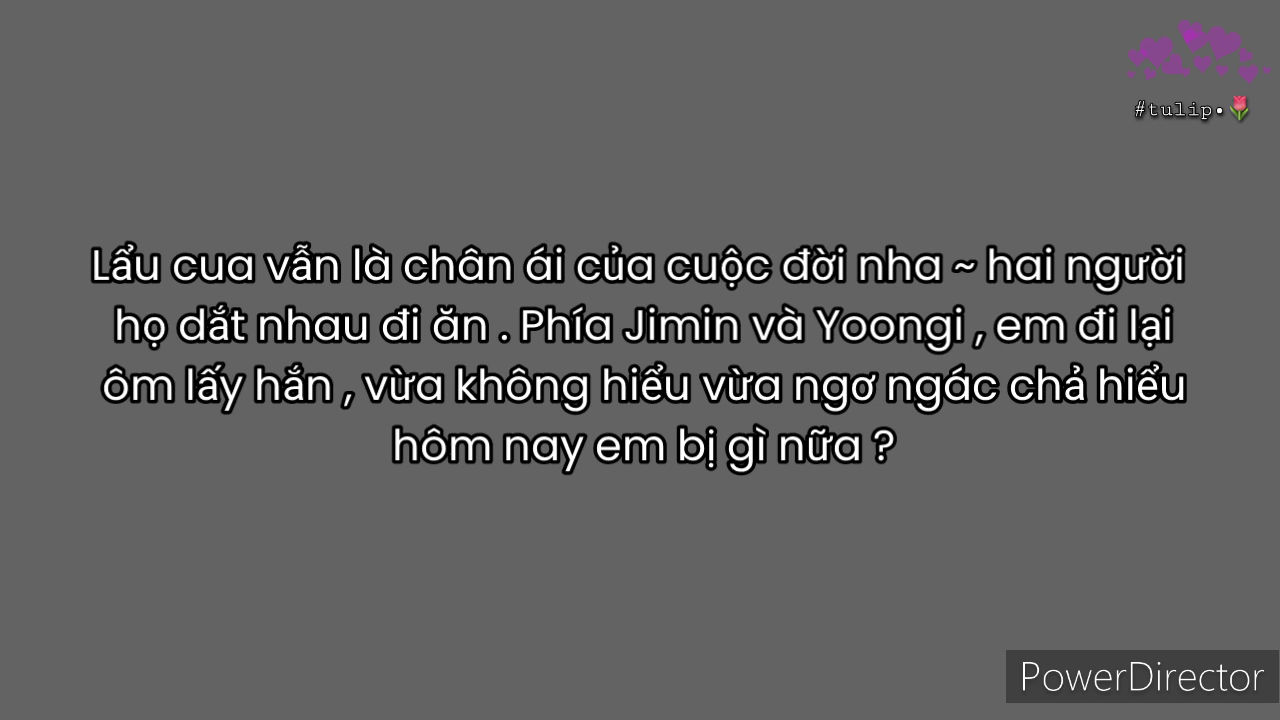 #tulip•🌷
Lẩu cua vẫn là chân ái của cuộc đời nha ~ hai người
họ dắt nhau đi ăn . Phía Jimin và Yoongi , em đi lại
ôm lấy hắn , vừa không hiểu vừa ngơ ngác chả hiểu
hôm nay em bị gì nữa ?
PowerDirector